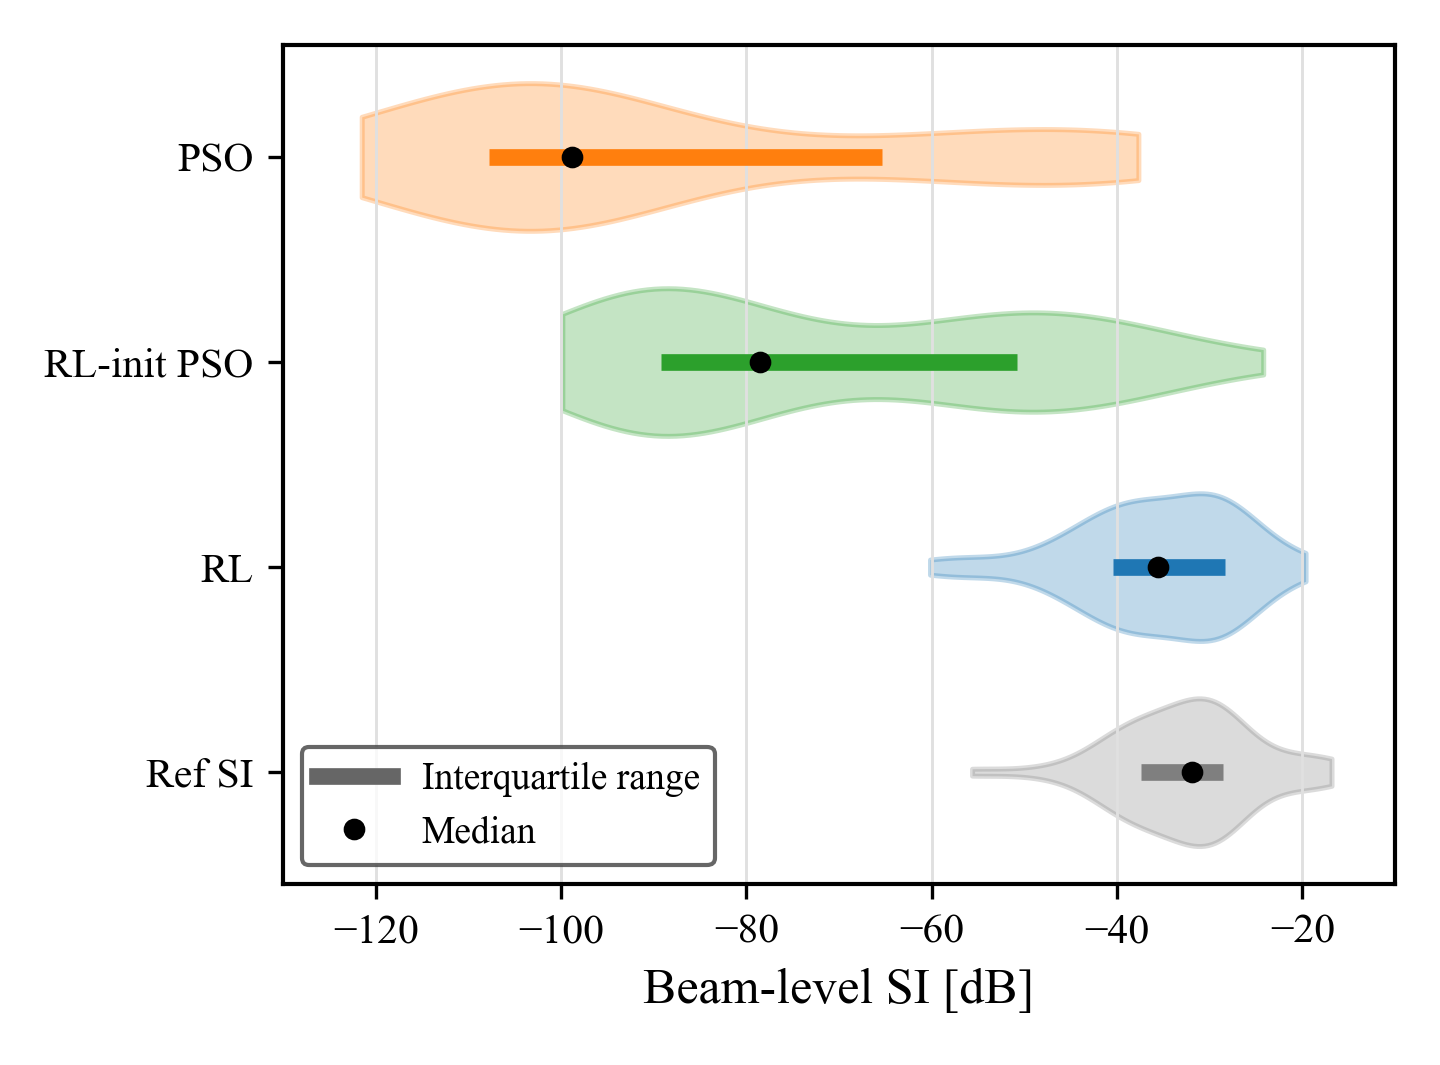 PSO
RL-init PSO
RL
Ref SI
Interquartile range
Median
−120 −100 −80 −60 −40 −20
Beam-level SI [dB]